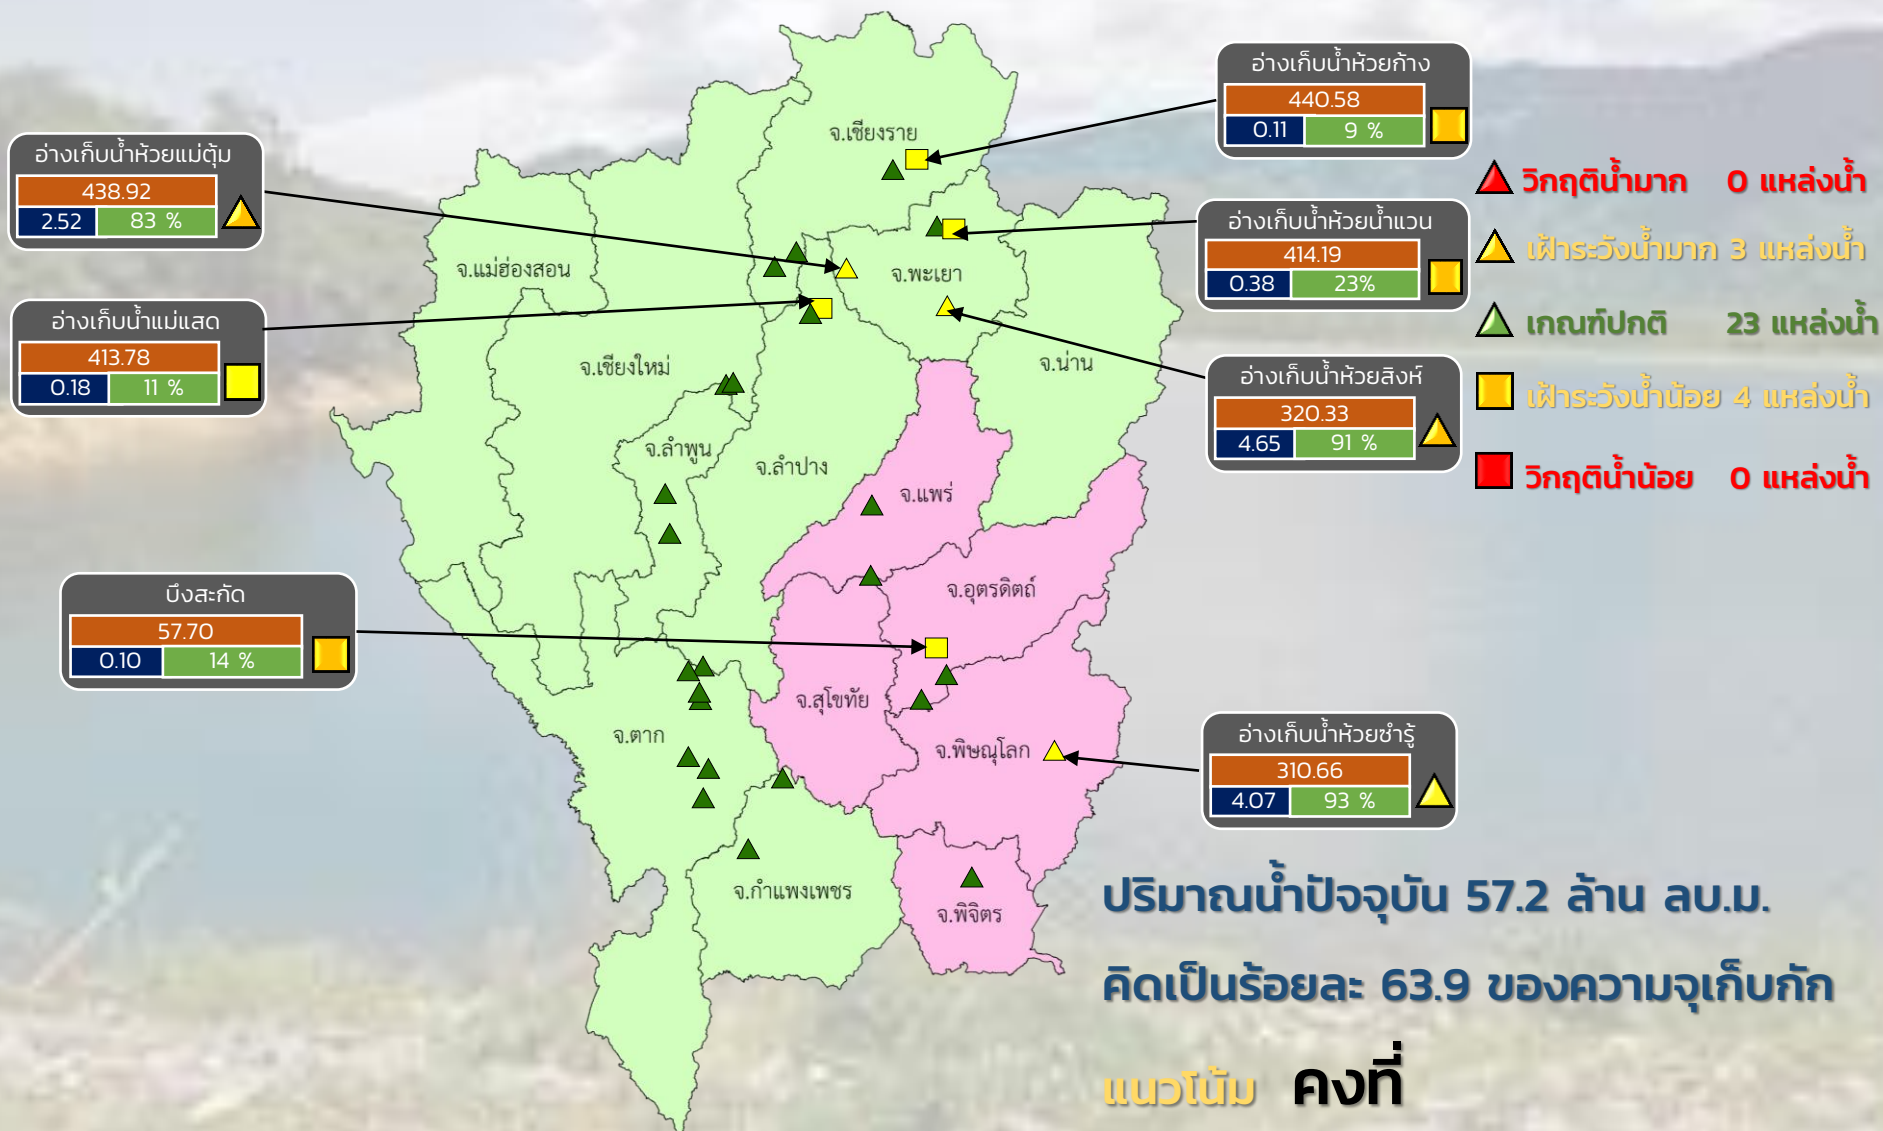 อ่างเก็บน้ำห้วยก้าง
440.58
0.11 9 %
อ่างเก็บน้ำห้วยแม่ตุ้ม
438.92
2.52 83 %
อ่างเก็บน้ำห้วยน้ำแวน
414.19
0.38 23%
อ่างเก็บน้ำแม่แสด
413.78
0.18 11 %
อ่างเก็บน้ำห้วยสิงห์
320.33
4.65 91 %
บึงสะกัด
57.70
0.10 14 %
อ่างเก็บน้ำห้วยซำรู้
310.66
4.07 93 %
วิกฤติน้ำมาก 0 แหล่งน้ำ
เฝ้าระวังน้ำมาก 3 แหล่งน้ำ
เกณฑ์ปกติ 23 แหล่งน้ำ
เฝ้าระวังน้ำน้อย 4 แหล่งน้ำ
วิกฤติน้ำน้อย 0 แหล่งน้ำ
จ.เชียงราย
จ.แม่ฮ่องสอน
จ.พะเยา
จ.เชียงใหม่
จ.น่าน
จ.ลำพูน
จ.ลำปาง
จ.แพร่
จ.อุตรดิตถ์
จ.สุโขทัย
จ.ตาก
จ.พิษณุโลก
จ.กำแพงเพชร
จ.พิจิตร
ปริมาณน้ำปัจจุบัน 57.2 ล้าน ลบ.ม.
คิดเป็นร้อยละ 63.9 ของความจุเก็บกัก
แนวโน้ม คงที่